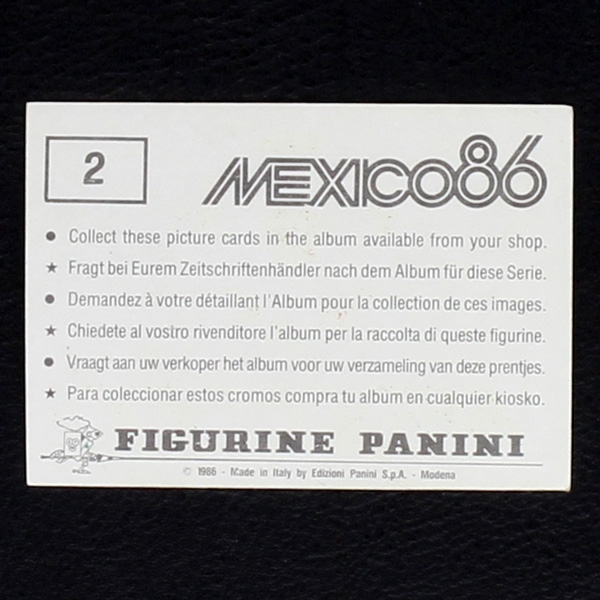 2
MEXICO86
● Collect these picture cards in the album available from your shop.
★ Fragt bei Eurem Zeitschriftenhändler nach dem Album für diese Serie.
● Demandez à votre détaillant l'Album pour la collection de ces images.
★ Chiedete al vostro rivenditore l'album per la raccolta di queste figurine.
● Vraagt aan uw verkoper het album voor uw verzameling van deze prentjes.
★ Para coleccionar estos cromos compra tu album en cualquier kiosko.
FIGURINE PANINI
© 1986 - Made in Italy by Edizioni Panini S.p.A. - Modena